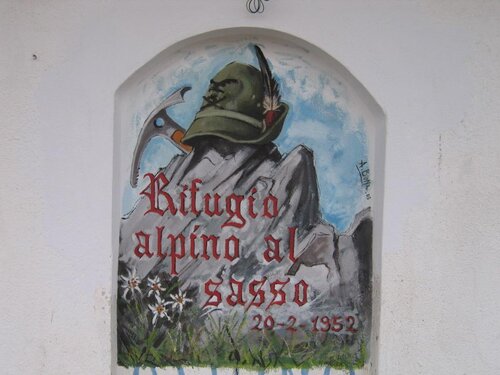 Rifugio
alpino al
sasso
20-2-1952